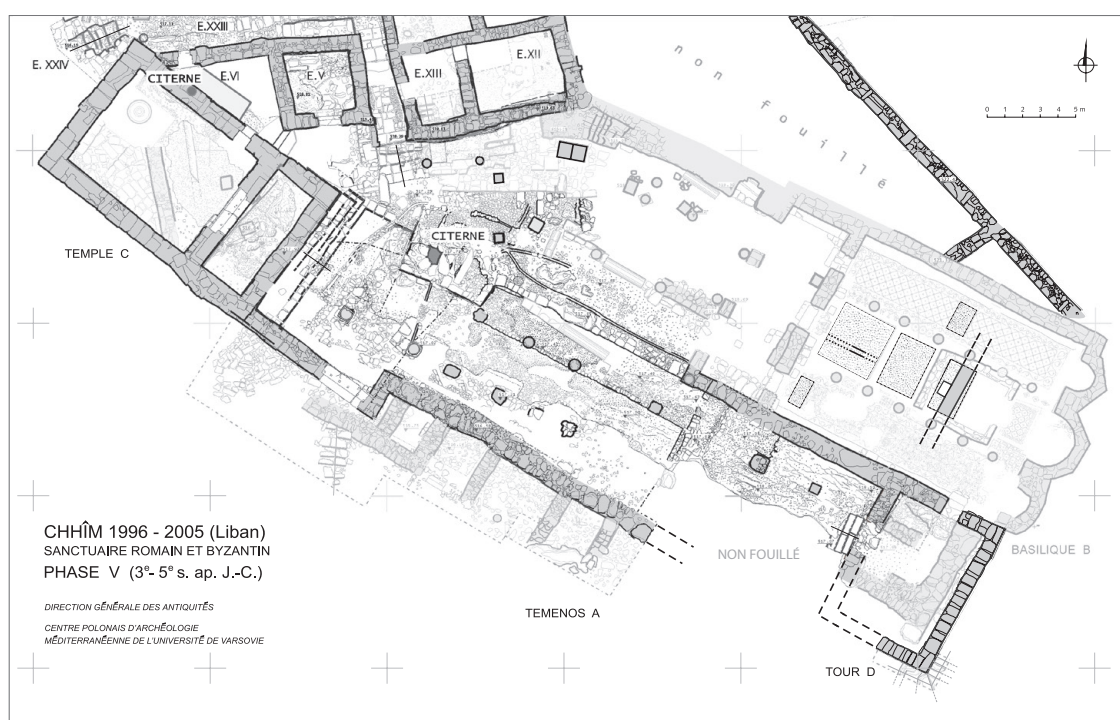 E.XXIII
E. XXIV
CITERNE
E.VI
E.V
E.XIII
E.XII
non fouillé
0 1 2 3 4 5 m
CITERNE
TEMPLE C
CHHÎM 1996 - 2005 (Liban)
SANCTUAIRE ROMAIN ET BYZANTIN
PHASE V (3e- 5e s. ap. J.-C.)
DIRECTION GÉNÉRALE DES ANTIQUITÉS
CENTRE POLONAIS D'ARCHÉOLOGIE
MÉDITERRANÉENNE DE L'UNIVERSITÉ DE VARSOVIE
NON FOUILLÉ
BASILIQUE B
TEMENOS A
TOUR D